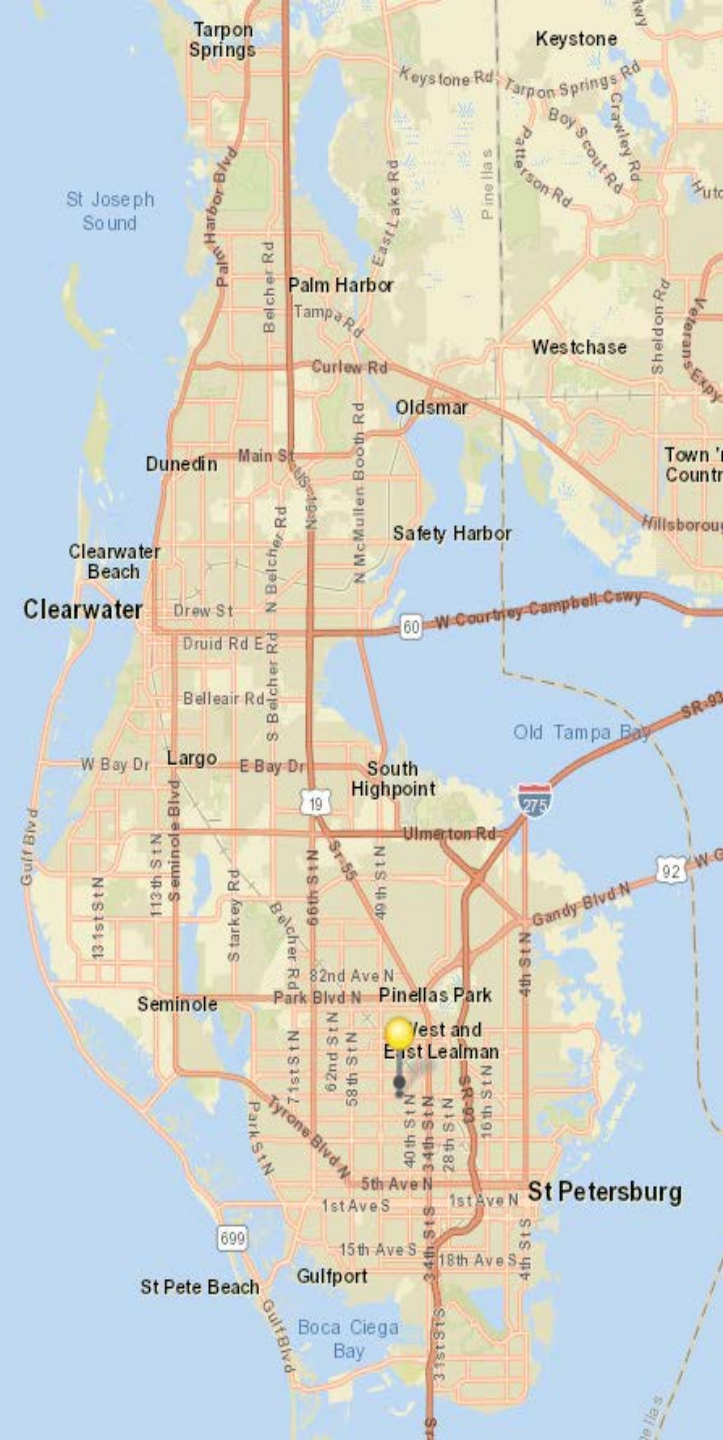 Tarpon
Springs
Keystone
Keystone Rd
Tarpon Springs Rd
Crawley Rd
Boy Scout Rd
Patterson Rd
Pinellas
St Joseph
Sound
Palm Harbor Blvd
East Lake Rd
Belcher Rd
Palm Harbor
Tampa Rd
Sheldon Rd
Veterans Expy
Westchase
Curlew Rd
Oldsmar
Dunedin
Main St
N McMullen Booth Rd
Safety Harbor
N Belcher Rd
Clearwater
Beach
Clearwater
Drew St
Druid Rd E
60
W Courtney Campbell Cswy
S Belcher Rd
Belleair Rd
Old Tampa Bay
SR-93
W Bay Dr
Largo
E Bay Dr
South
Highpoint
19
275
Gulf Blvd
Seminole Blvd
113th St N
131st St N
Starkey Rd
Belcher Rd
66th St N
Sr-55
49th St N
Ulmerton Rd
92
Gandy Blvd N
4th St N
82nd Ave N
Park Blvd N
Pinellas Park
Seminole
East Lealman
71st St N
62nd St N
58th St N
40th St N
34th St N
28th St N
SR-93
16th St N
Tyrone Blvd N
Park St N
5th Ave N
1st Ave S
1st Ave N
St Petersburg
699
15th Ave S
34th St S
18th Ave S
4th St S
St Pete Beach
Gulfport
Gulf Blvd
Boca Ciega
Bay
31st St S